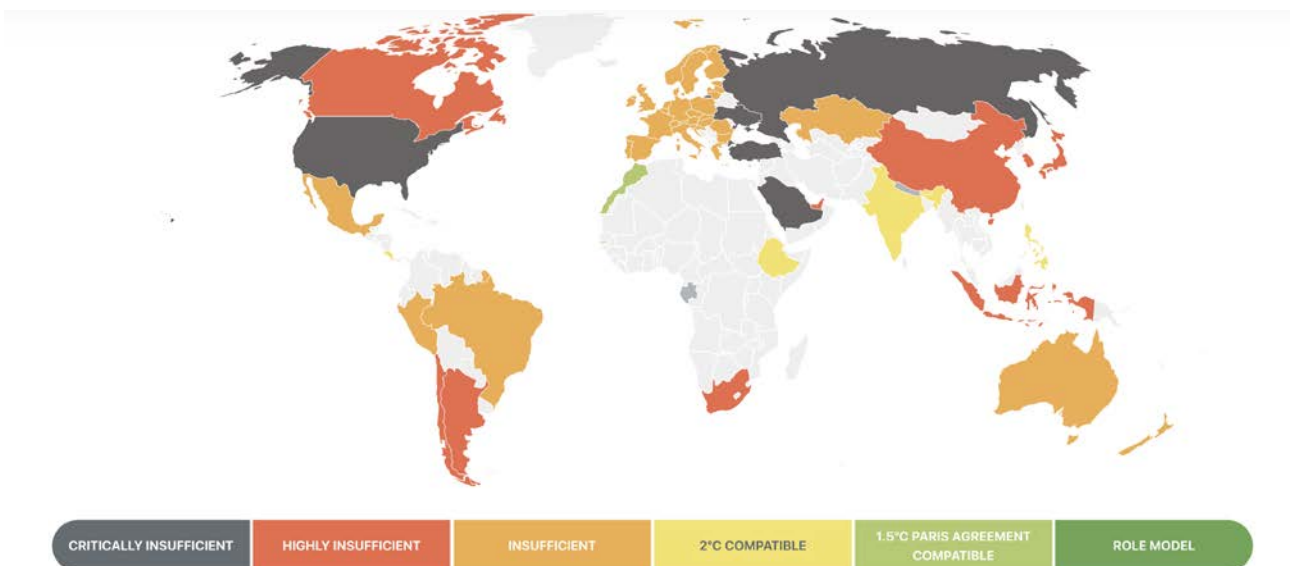 CRITICALLY INSUFFICIENT
HIGHLY INSUFFICIENT
INSUFFICIENT
2°C COMPATIBLE
1.5°C PARIS AGREEMENT
COMPATIBLE
ROLE MODEL